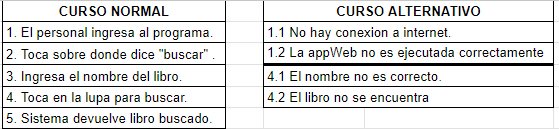 CURSO NORMAL
1. El personal ingresa al programa.
2. Toca sobre donde dice "buscar" .
3. Ingresa el nombre del libro.
4. Toca en la lupa para buscar.
5. Sistema devuelve libro buscado.
CURSO ALTERNATIVO
1.1 No hay conexion a internet.
1.2 La appWeb no es ejecutada correctamente
4.1 El nombre no es correcto.
4.2 El libro no se encuentra